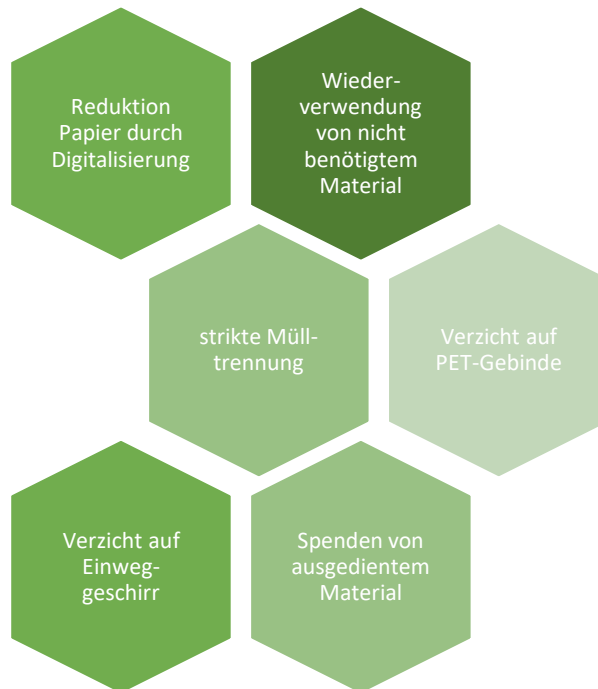 Reduktion
Papier durch
Digitalisierung
Wieder-
verwendung
von nicht
benötigtem
Material
strikte Müll-
trennung
Verzicht auf
PET-Gebinde
Verzicht auf
Einweg-
geschirr
Spenden von
ausgedientem
Material